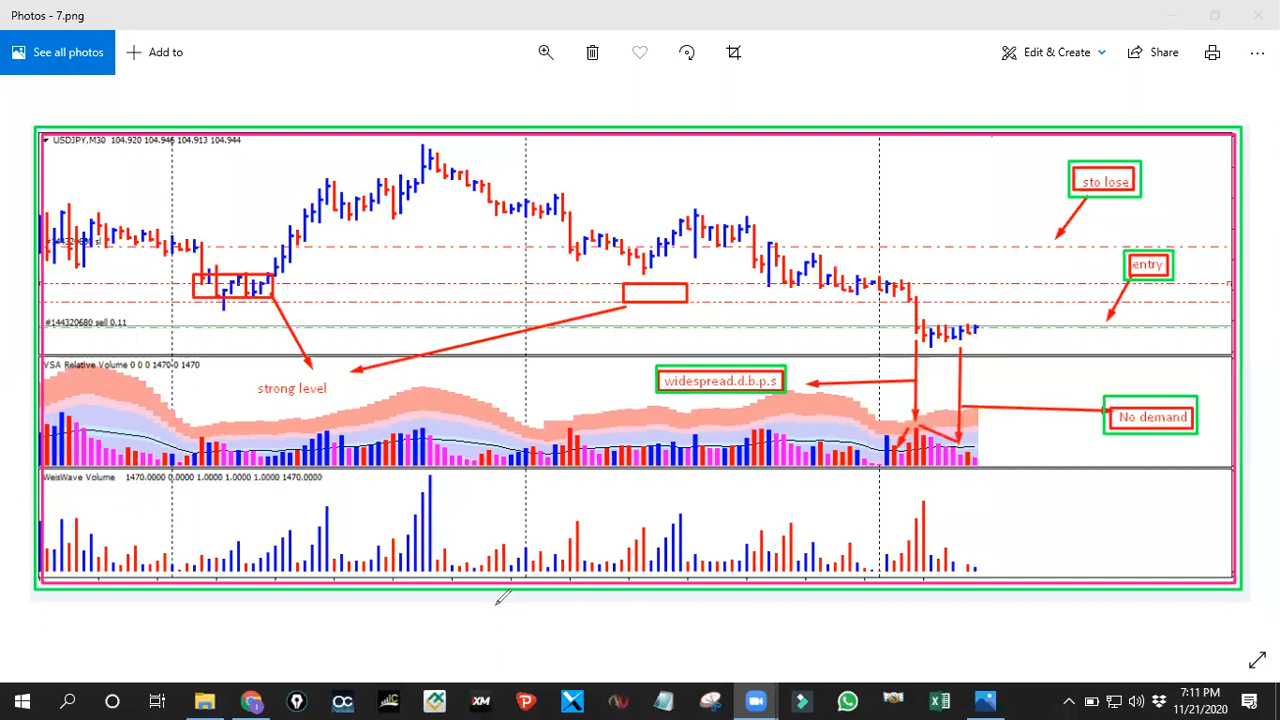 Photos - 7.png
See all photos
Add to
Edit & Create
Share
USDJPY,M30 104.920 104.946 104.913 104.944
sto lose
entry
#144320680 sell 0.11
VSA Relative Volume 0 0 0 1470 0 1470
strong level
widespread.d.b.p.s
No demand
WeisWave Volume 1470.0000 0.0000 1.0000 1.0000 1.0000 1470.0000
XM
7:11 PM
11/21/2020